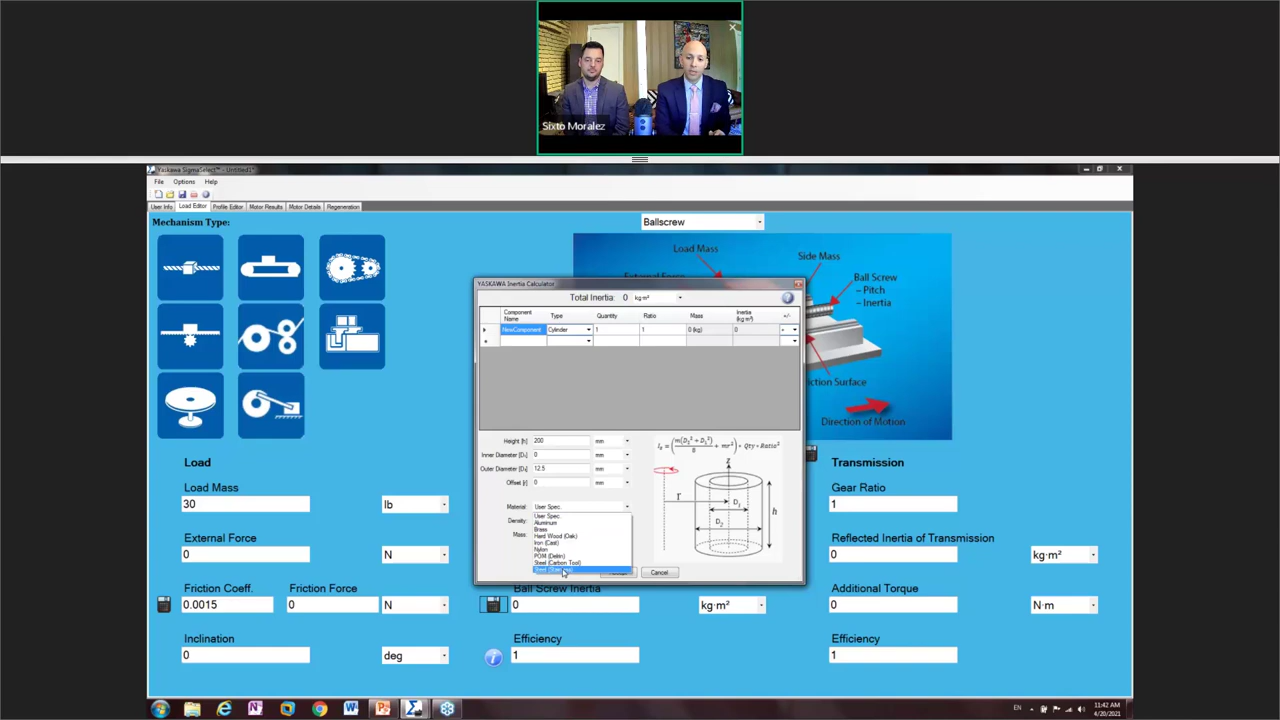 Sixto Moralez
Yaskawa SigmaSelect™ - Untitled1*
File Options Help
User Info Load Editor Profile Editor Motor Results Motor Details Regeneration
Mechanism Type:
Ballscrew
Load Mass
Side Mass
External Force
Ball Screw
– Pitch
– Inertia
Direction of Motion
YASKAWA Inertia Calculator
Total Inertia: 0 kg·m²
Component Name Type Quantity Ratio Mass Inertia (kg·m²) +/-
NewComponent Cylinder 1 1 0 (kg) 0
Height [h] 200 mm
Inner Diameter [D₁] 0 mm
Outer Diameter [D₂] 12.5 mm
Offset [r] 0 mm
Material: User Spec.
Density:
Mass:
User Spec.
Aluminum
Brass
Hard Wood (Oak)
Iron (Cast)
Nylon
POM (Delrin)
Steel (Carbon Tool)
Cancel
z
r
D₁
D₂
h
Load
Load Mass
30 lb
External Force
0 N
Friction Coeff. Friction Force
0.0015 0 N
Inclination
0 deg
Ball Screw Inertia
0 kg·m²
Efficiency
1
Transmission
Gear Ratio
1
Reflected Inertia of Transmission
0 kg·m²
Additional Torque
0 N·m
Efficiency
1
EN
11:42 AM
4/20/2021